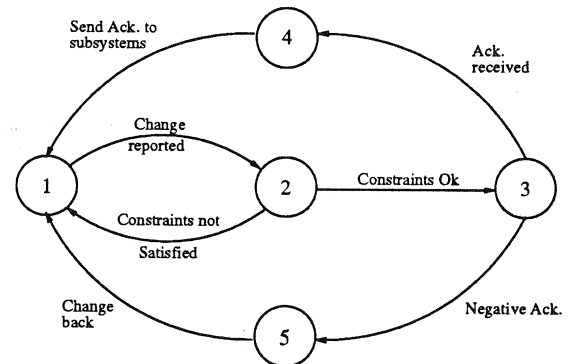 Send Ack. to
subsystems
4
Ack.
received
Change
reported
1
2
Constraints Ok
3
Constraints not
Satisfied
Change
back
5
Negative Ack.